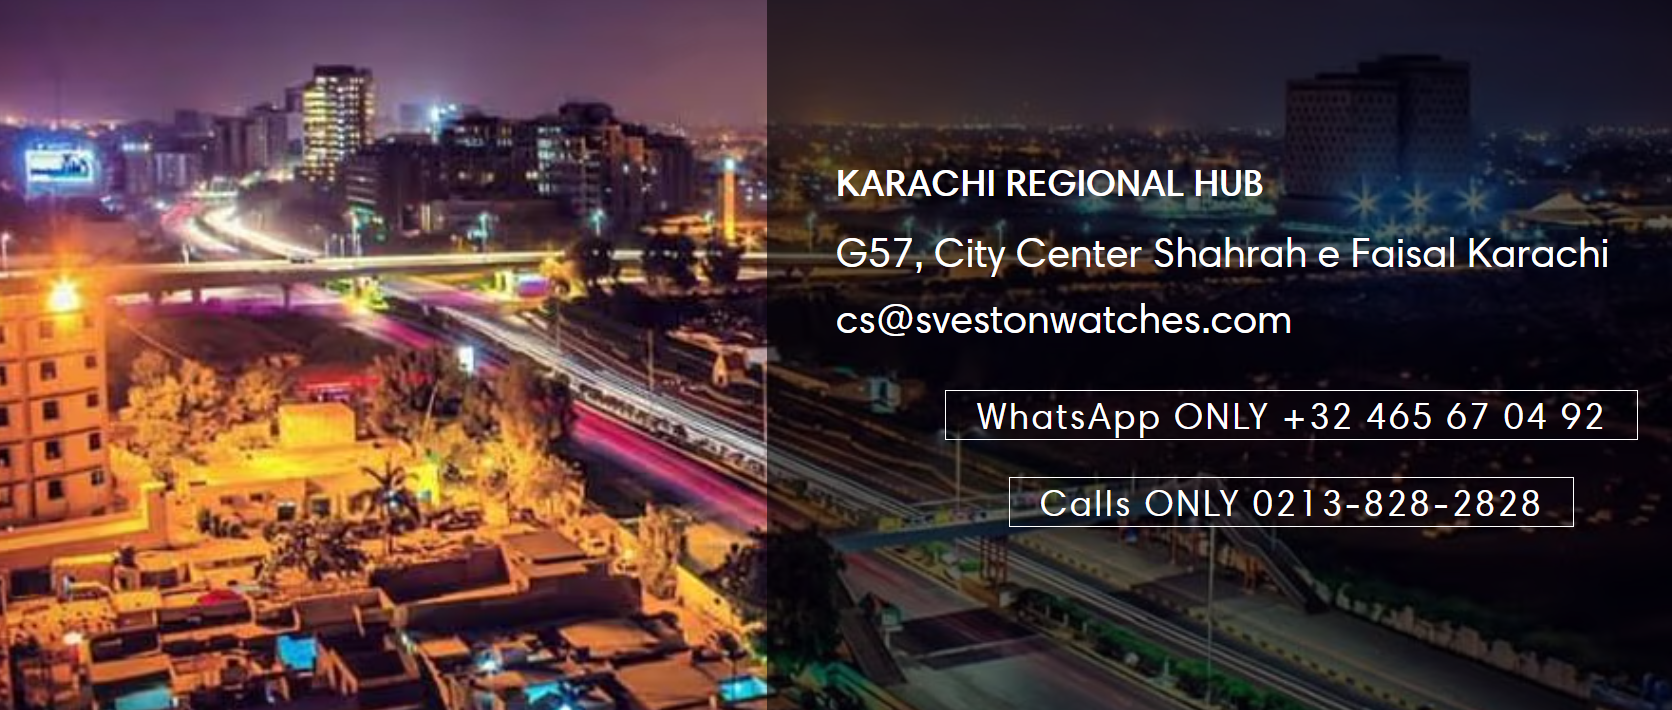 KARACHI REGIONAL HUB
G57, City Center Shahrah e Faisal Karachi
cs@svestonwatches.com
WhatsApp ONLY +32 465 67 04 92
Calls ONLY 0213-828-2828